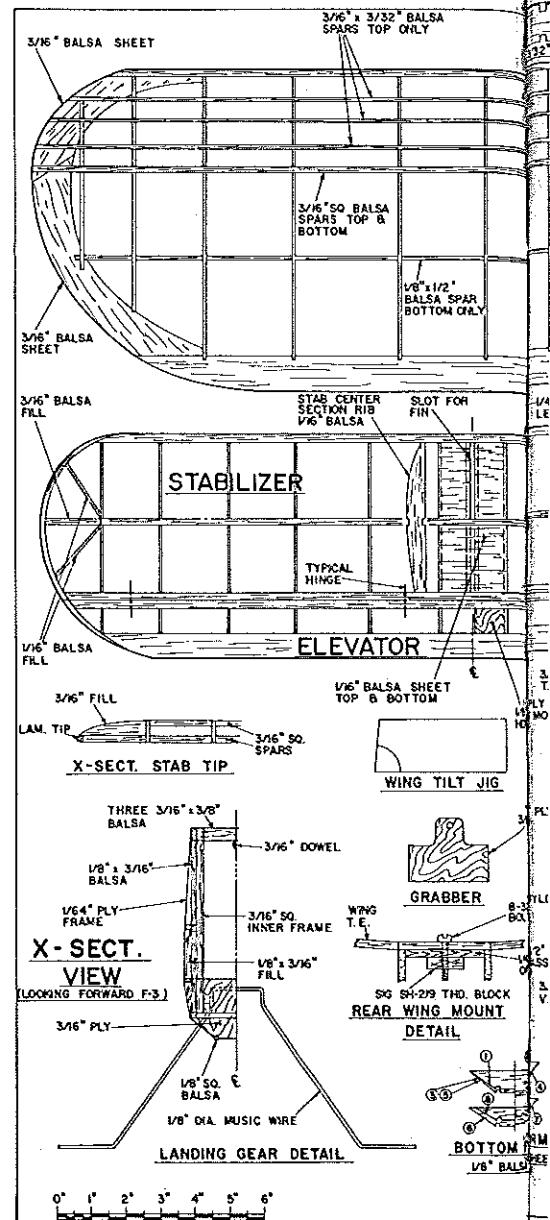 3/16" x 3/32" BALSA
SPARS TOP ONLY
3/16" BALSA SHEET
3/16" SQ BALSA
SPARS TOP &
BOTTOM
1/8" x 1/2"
BALSA SPAR
BOTTOM ONLY
3/16" BALSA
SHEET
3/16" BALSA
FILL
STAB CENTER
SECTION RIB
1/16" BALSA
SLOT FOR
FIN
STABILIZER
TYPICAL
HINGE
1/16" BALSA
FILL
ELEVATOR
1/16" BALSA SHEET
TOP & BOTTOM
3/16" FILL
LAM. TIP
3/16" SQ.
SPARS
X-SECT. STAB TIP
WING TILT JIG
THREE 3/16" x 3/8"
BALSA
3/16" DOWEL
1/8" x 3/16"
BALSA
1/64" PLY
FRAME
3/16" SQ.
INNER FRAME
GRABBER
X-SECT.
VIEW
(LOOKING FORWARD F-3)
1/8" x 3/16"
FILL
WING
T.E.
SIG SH-219 THD. BLOCK
REAR WING MOUNT
DETAIL
3/16" PLY
1/8" SQ.
BALSA
1/8" DIA. MUSIC WIRE
LANDING GEAR DETAIL
BOTTOM
0" 1" 2" 3" 4" 5" 6"